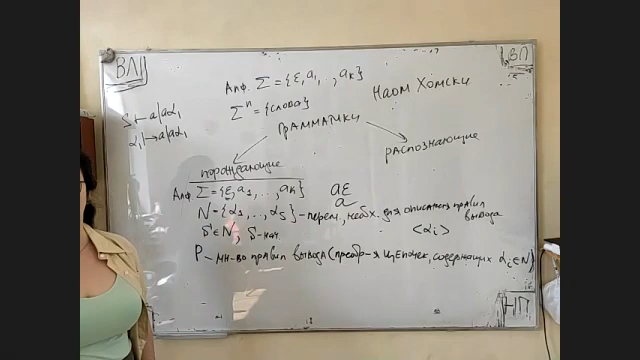 ВЛ
ВП
Алф. Σ = {ε, a₁, ..., aₖ}
Наом Хомски
Σⁿ = {слова}
S ⊢ a|aα₁
α₁ ↦ a|aα₁
Грамматики
порождающие
распознающие
Алф. Σ = {ε, a₁, ..., aₖ}
aε
a
N = {α₁, ..., αₛ} – перем., необх. для описания правил вывода
<αᵢ>
S ∈ N, S – нач.
P – мн-во правил вывода (преобр-я цепочек, содержащих αᵢ ∈ N)
НП